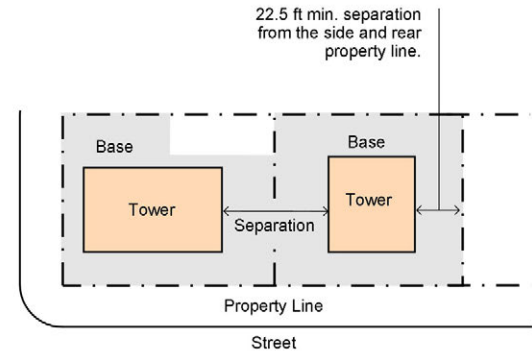 22.5 ft min. separation
from the side and rear
property line.
Base
Base
Tower
Tower
Separation
Property Line
Street